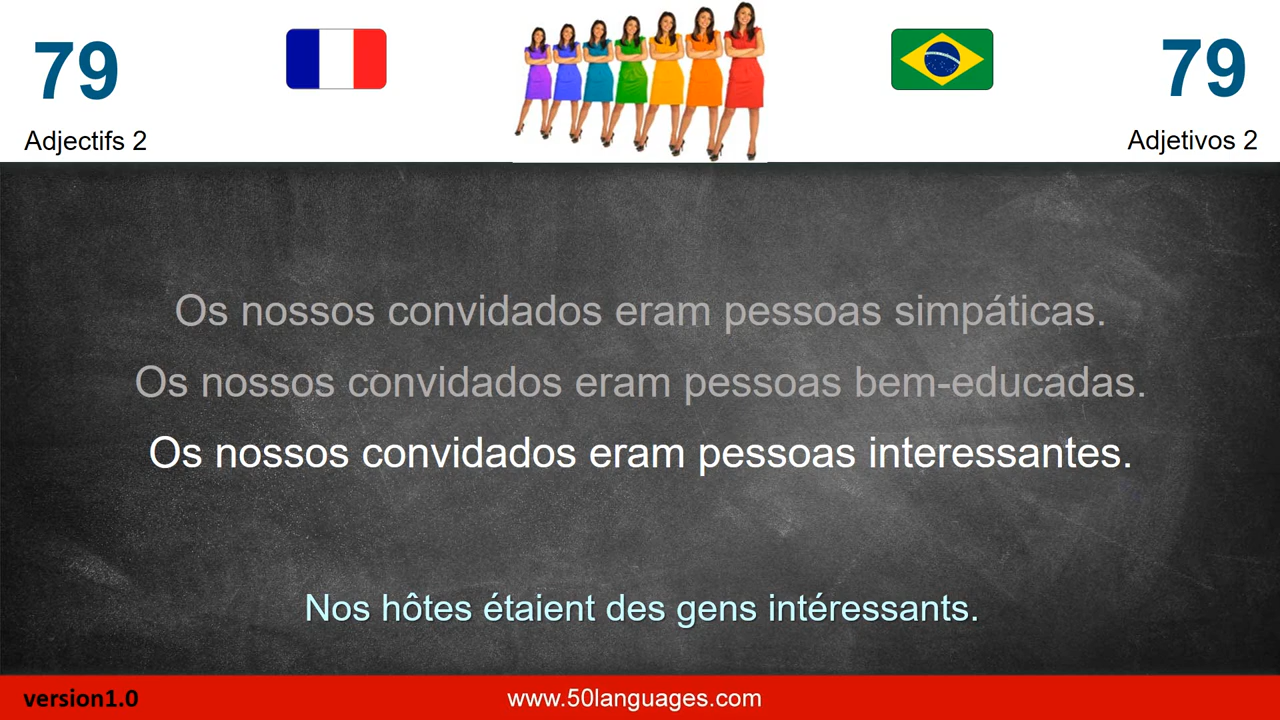 79
79
Adjectifs 2
Adjetivos 2
Os nossos convidados eram pessoas simpáticas.
Os nossos convidados eram pessoas bem-educadas.
Os nossos convidados eram pessoas interessantes.
Nos hôtes étaient des gens intéressants.
version1.0
www.50languages.com